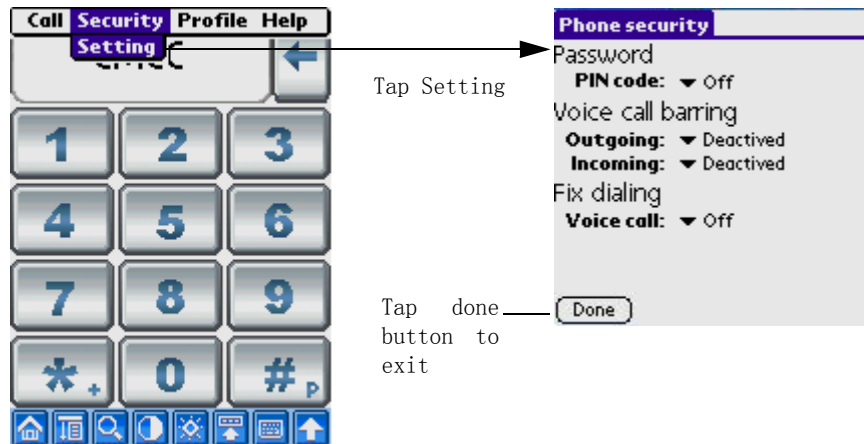 Call Security Profile Help
Setting
1 2 3
4 5 6
7 8 9
*+ 0 #P
Tap Setting
Tap done
button to
exit
Phone security
Password
PIN code: Off
Voice call barring
Outgoing: Deactived
Incoming: Deactived
Fix dialing
Voice call: Off
Done